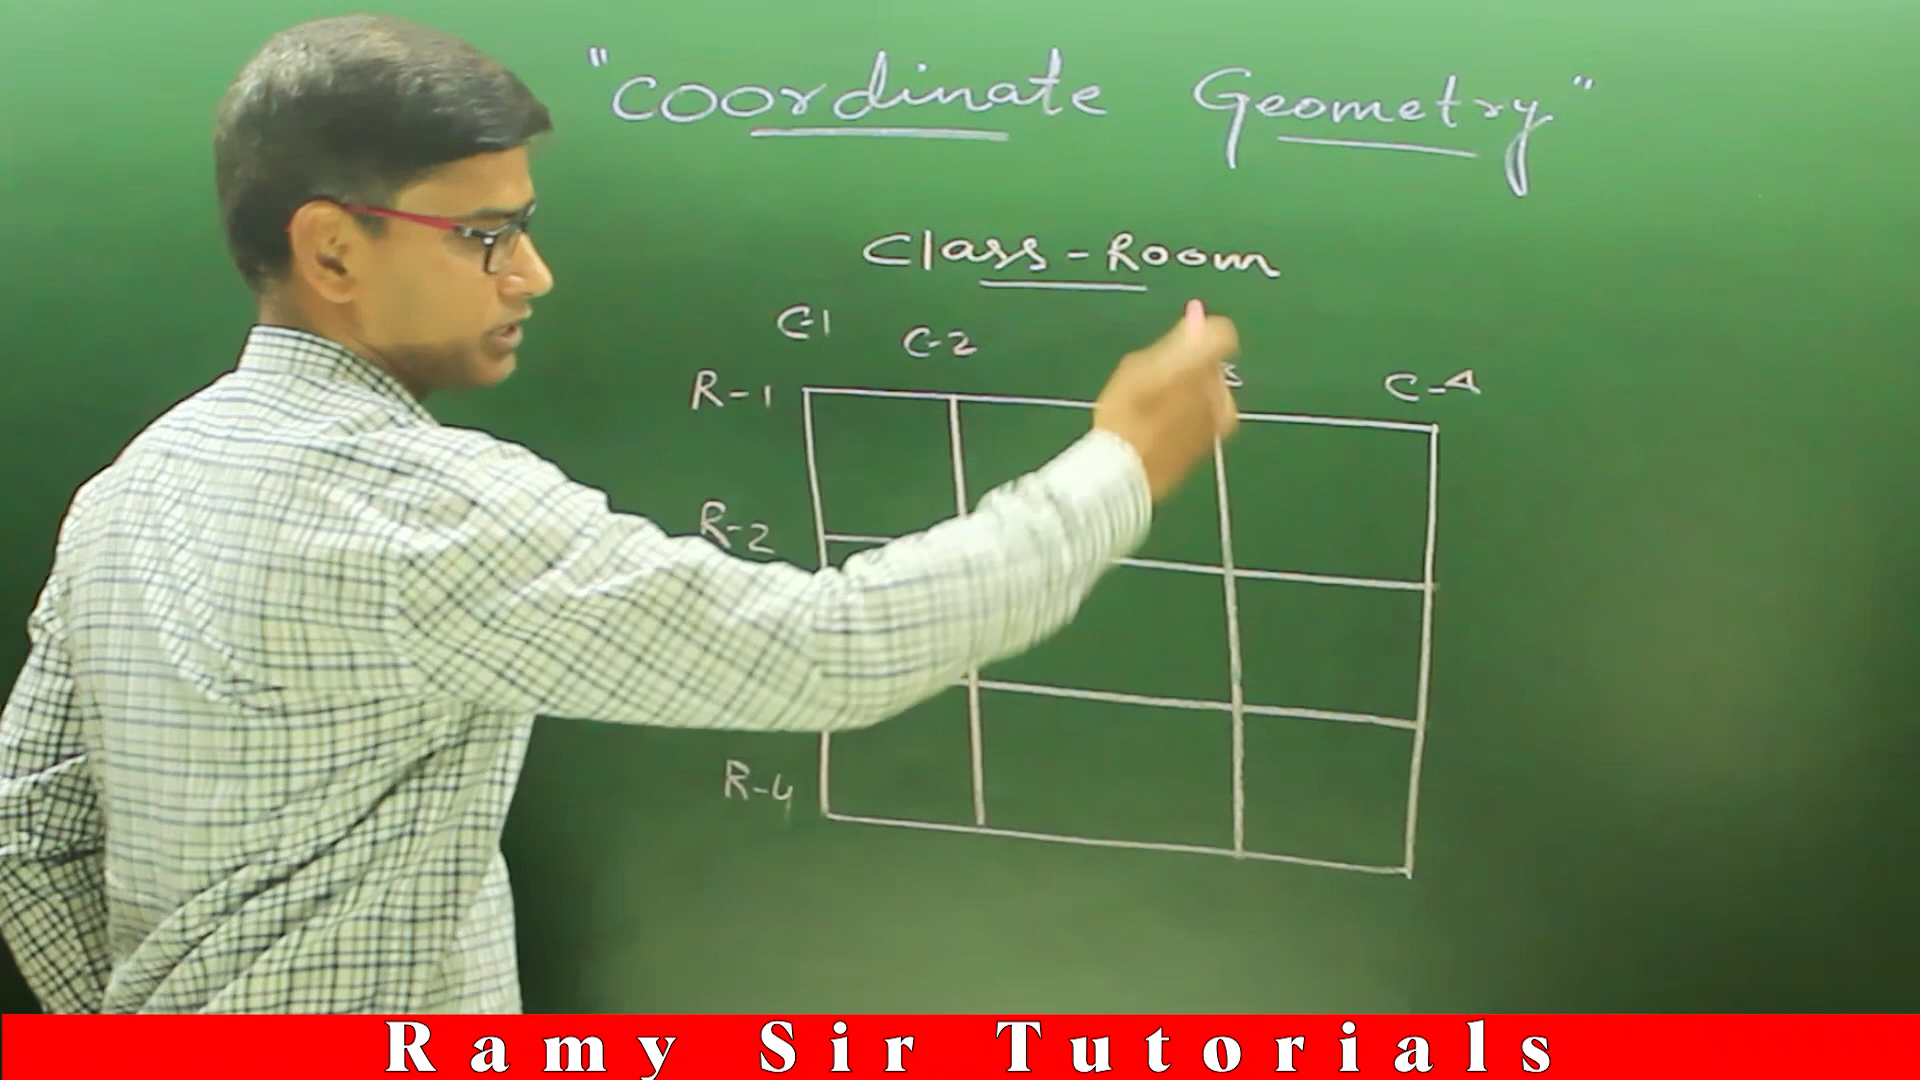 "Coordinate Geometry"
Class-Room
C-1 C-2 C-4
R-1
R-2
R-4
Ramy Sir Tutorials